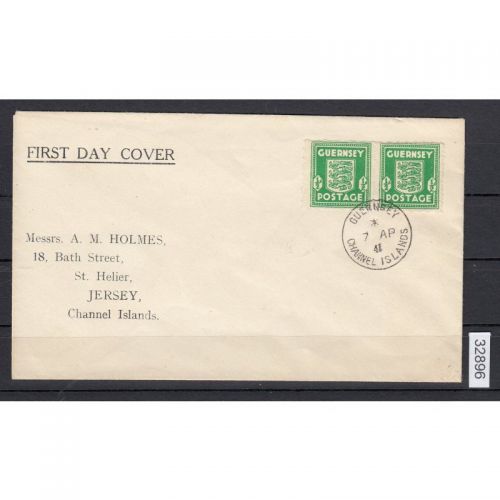 FIRST DAY COVER
GUERNSEY
POSTAGE
GUERNSEY
POSTAGE
GUERNSEY
7 AP
41
CHANNEL ISLANDS
Messrs. A. M. HOLMES,
18, Bath Street,
St. Helier,
JERSEY,
Channel Islands.
32896